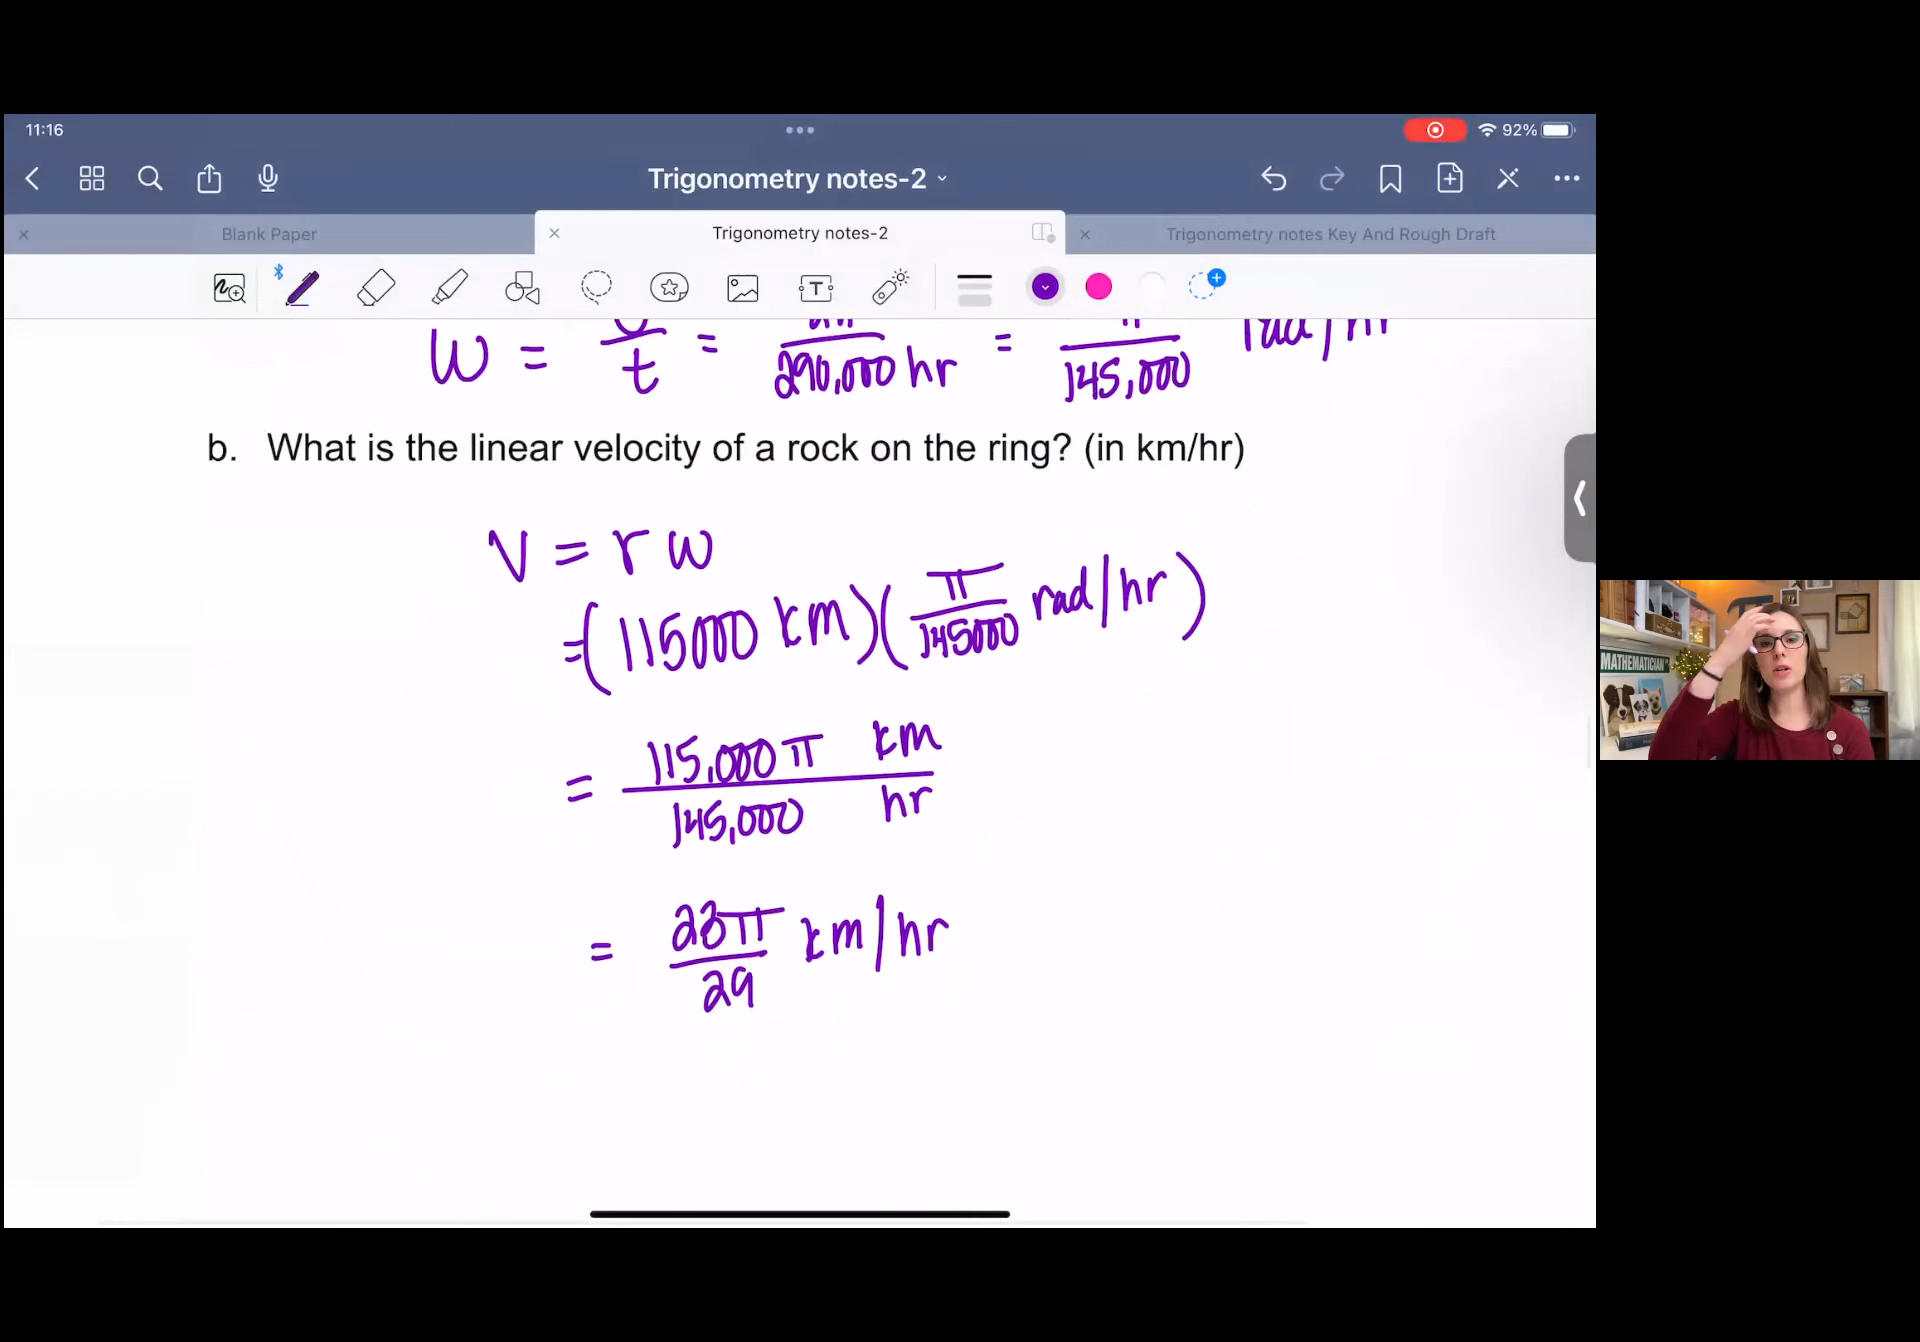 11:16
92%
Trigonometry notes-2
Blank Paper
Trigonometry notes-2
Trigonometry notes Key And Rough Draft
T
w = θ/t = 2π/290,000 hr = π/145,000 rad/hr
b. What is the linear velocity of a rock on the ring? (in km/hr)
V = r w
=(115000 km)(π/145000 rad/hr)
= 115,000π km / 145,000 hr
= 23π/29 km/hr
MATHEMATICIAN